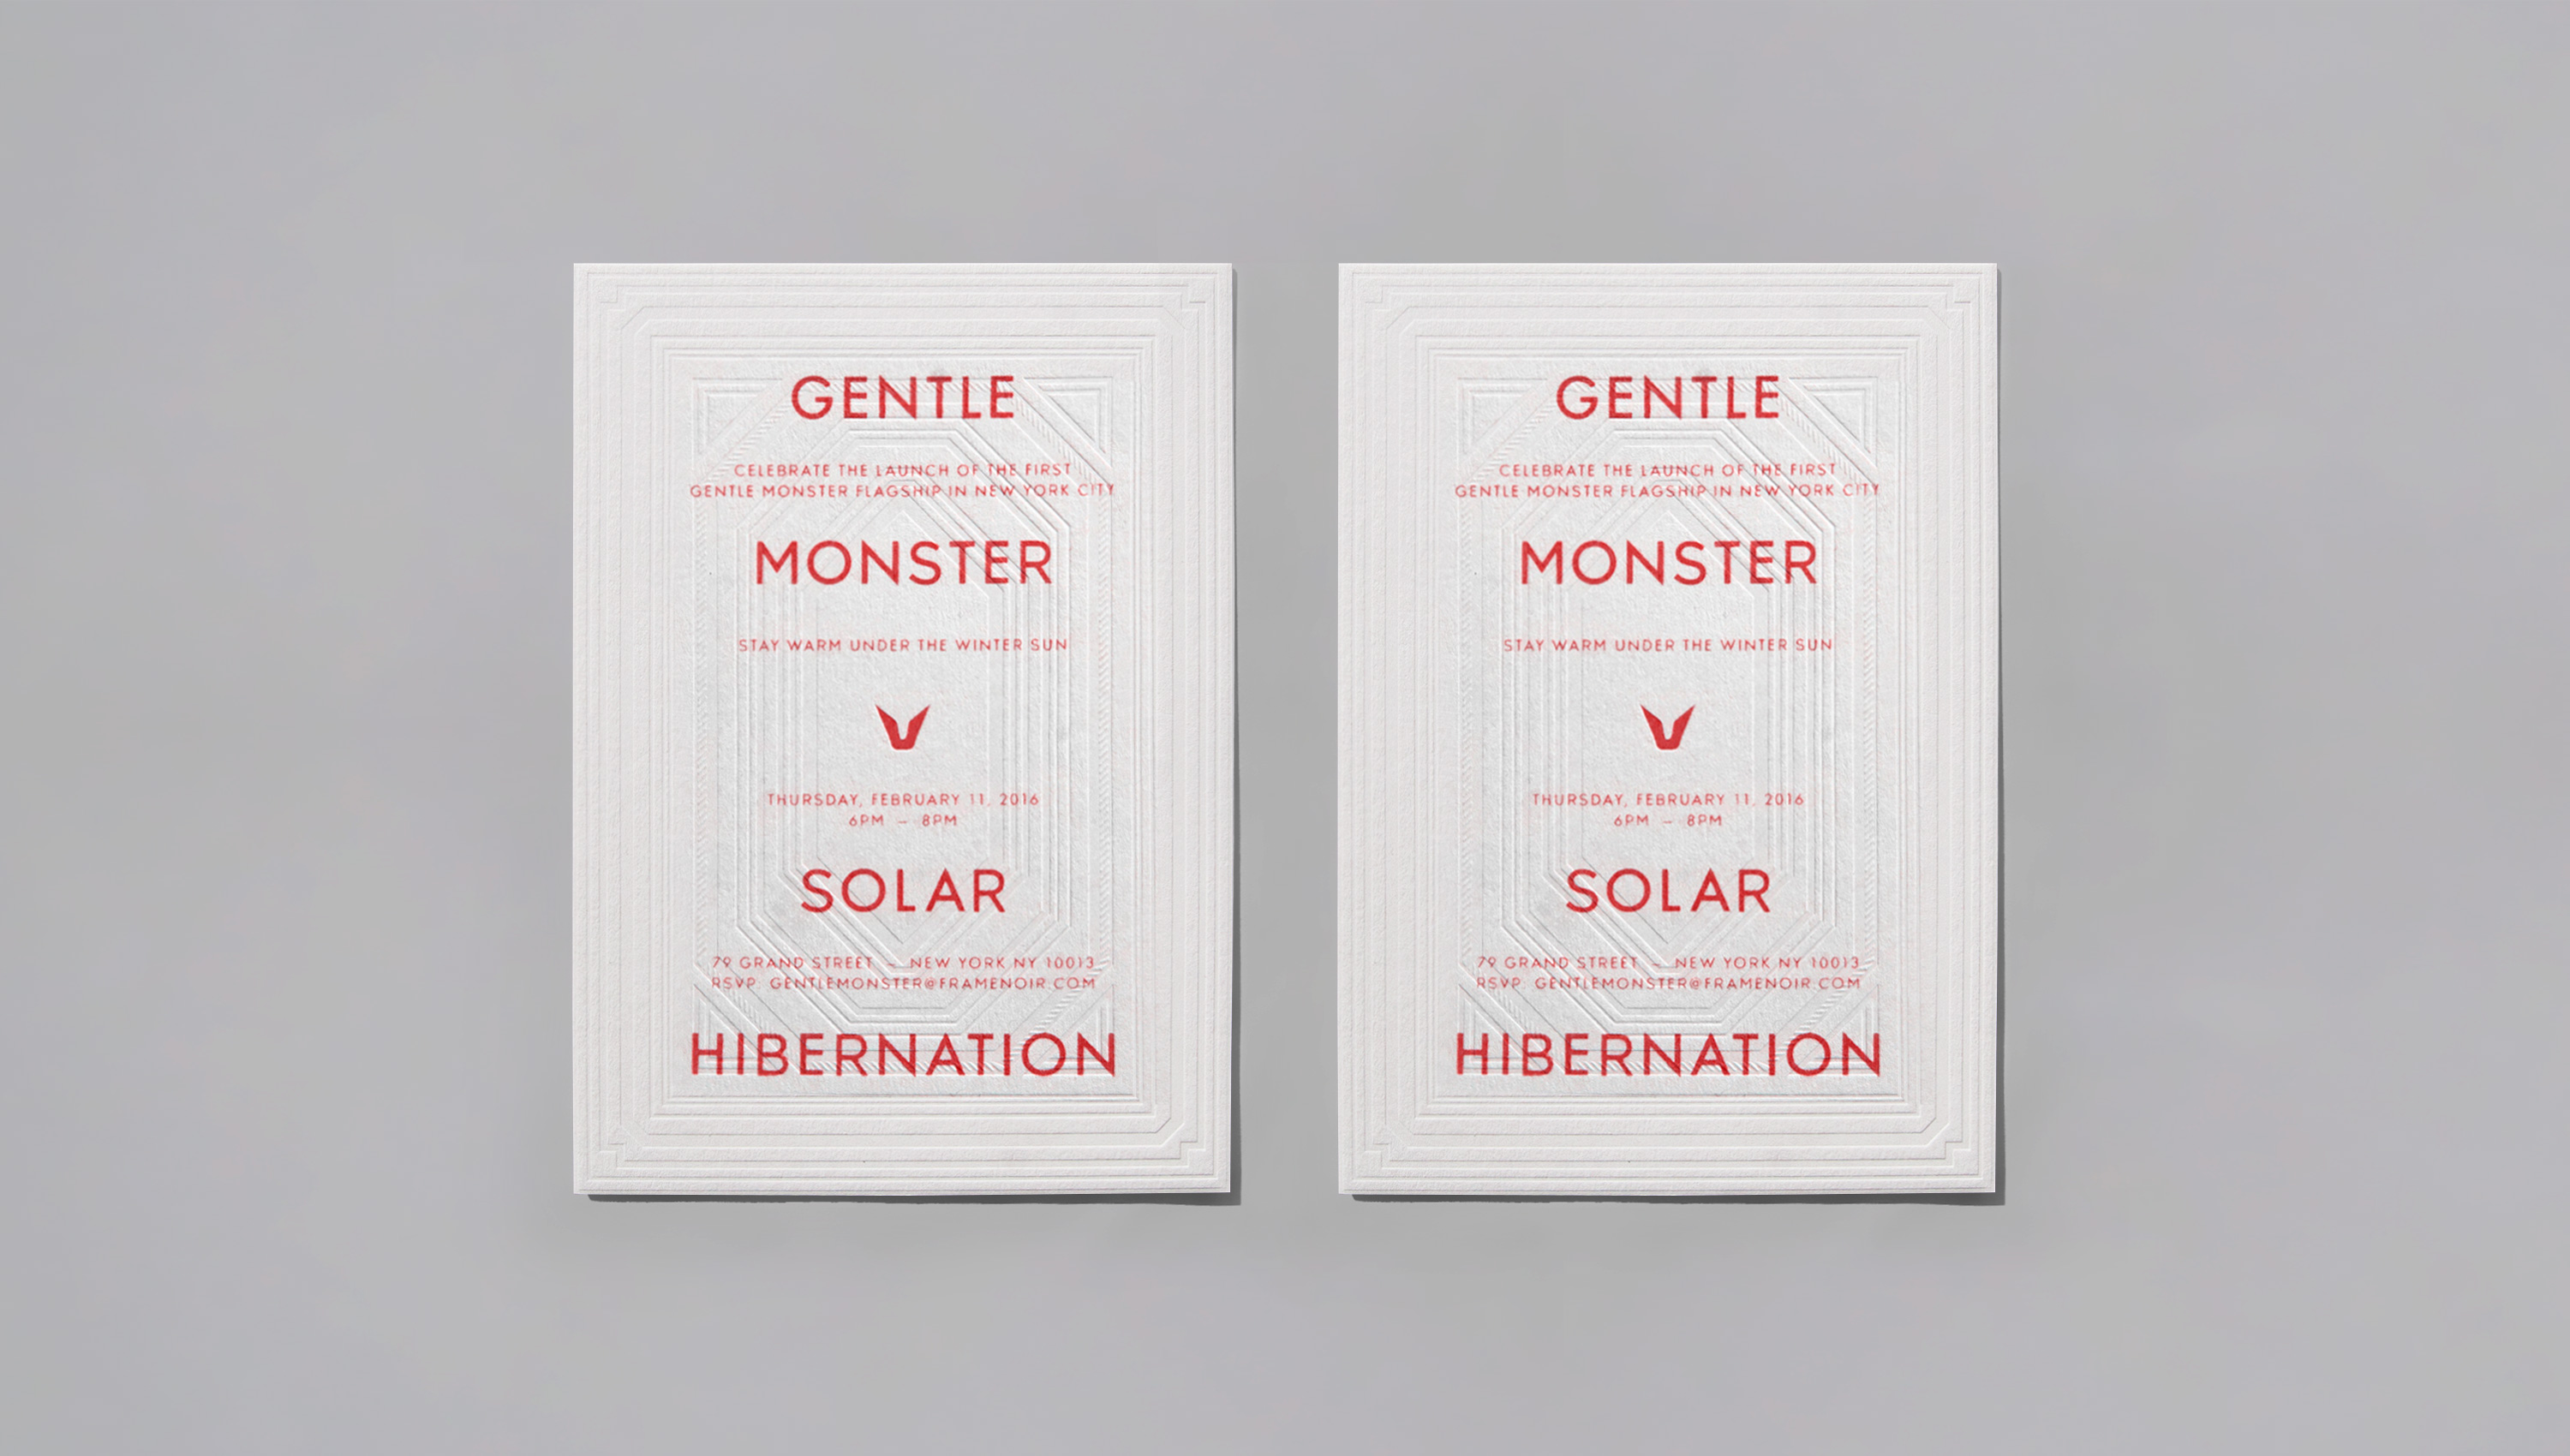 GENTLE
CELEBRATE THE LAUNCH OF THE FIRST
GENTLE MONSTER FLAGSHIP IN NEW YORK CITY
MONSTER
STAY WARM UNDER THE WINTER SUN
THURSDAY, FEBRUARY 11, 2016
6PM – 8PM
SOLAR
79 GRAND STREET – NEW YORK NY 10013
RSVP: GENTLEMONSTER@FRAMENOIR.COM
HIBERNATION
GENTLE
CELEBRATE THE LAUNCH OF THE FIRST
GENTLE MONSTER FLAGSHIP IN NEW YORK CITY
MONSTER
STAY WARM UNDER THE WINTER SUN
THURSDAY, FEBRUARY 11, 2016
6PM – 8PM
SOLAR
79 GRAND STREET – NEW YORK NY 10013
RSVP: GENTLEMONSTER@FRAMENOIR.COM
HIBERNATION